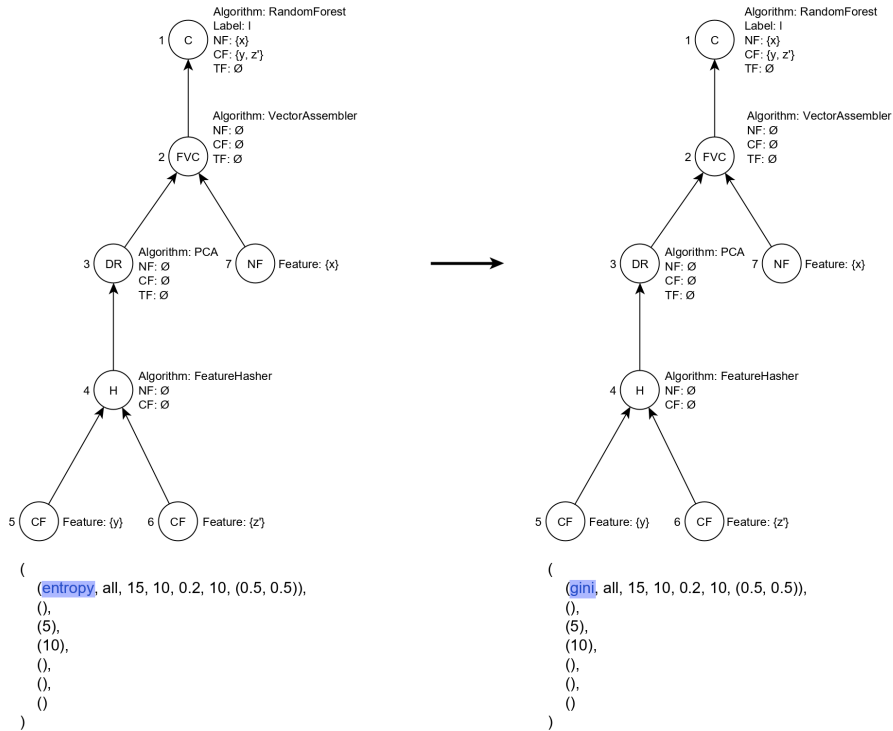 Algorithm: RandomForest
Label: l
1 C NF: {x}
CF: {y, z'}
TF: Ø
Algorithm: VectorAssembler
NF: Ø
CF: Ø
2 FVC TF: Ø
Algorithm: PCA
3 DR NF: Ø
CF: Ø
TF: Ø
7 NF Feature: {x}
Algorithm: FeatureHasher
4 H NF: Ø
CF: Ø
5 CF Feature: {y}
6 CF Feature: {z'}
(
(entropy, all, 15, 10, 0.2, 10, (0.5, 0.5)),
(),
(5),
(10),
(),
(),
()
)
Algorithm: RandomForest
Label: l
1 C NF: {x}
CF: {y, z'}
TF: Ø
Algorithm: VectorAssembler
NF: Ø
CF: Ø
2 FVC TF: Ø
Algorithm: PCA
3 DR NF: Ø
CF: Ø
TF: Ø
7 NF Feature: {x}
Algorithm: FeatureHasher
4 H NF: Ø
CF: Ø
5 CF Feature: {y}
6 CF Feature: {z'}
(
(gini, all, 15, 10, 0.2, 10, (0.5, 0.5)),
(),
(5),
(10),
(),
(),
()
)